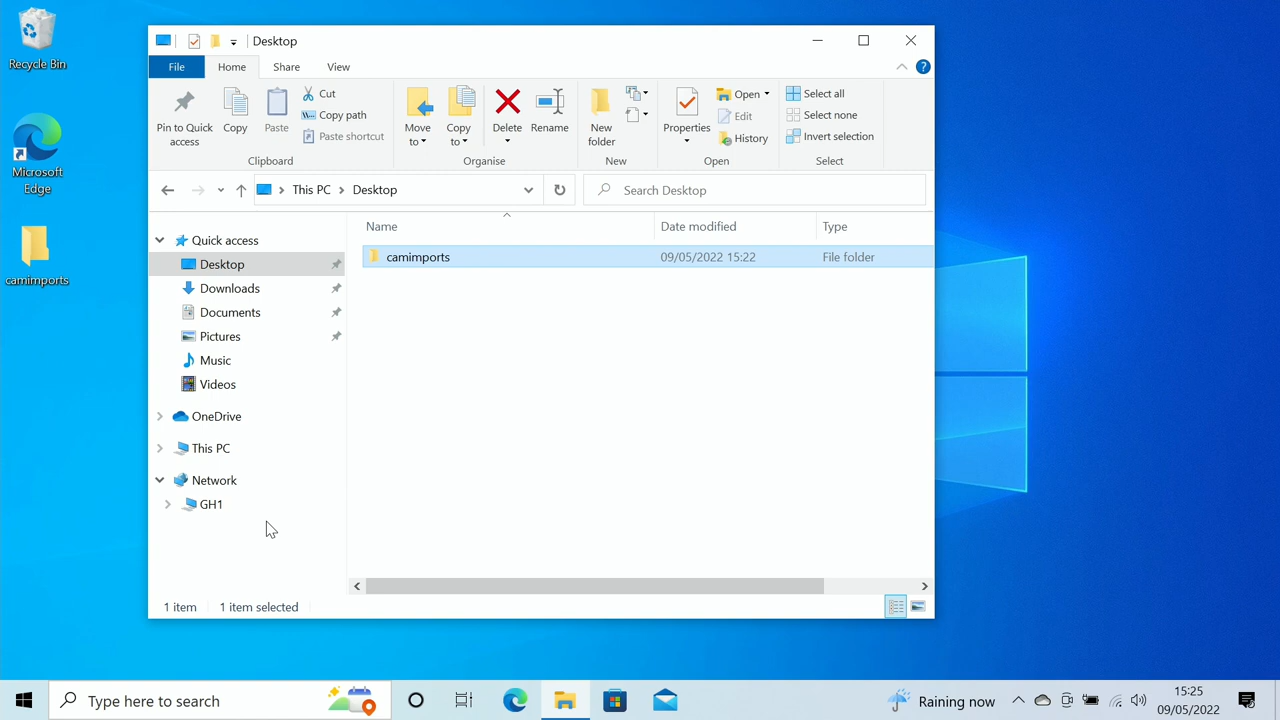 Recycle Bin
Microsoft
Edge
camimports
Desktop
File
Home
Share
View
Pin to Quick
access
Copy
Paste
Cut
Copy path
Paste shortcut
Clipboard
Move
to
Copy
to
Delete
Rename
Organise
New
folder
New
Properties
Open
Edit
History
Open
Select all
Select none
Invert selection
Select
This PC
Desktop
Search Desktop
Name
Date modified
Type
camimports
09/05/2022 15:22
File folder
Quick access
Desktop
Downloads
Documents
Pictures
Music
Videos
OneDrive
This PC
Network
GH1
1 item
1 item selected
Type here to search
Raining now
15:25
09/05/2022